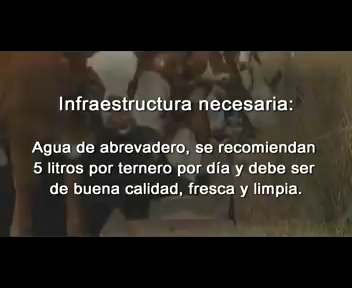 Infraestructura necesaria:
Agua de abrevadero, se recomiendan
5 litros por ternero por día y debe ser
de buena calidad, fresca y limpia.